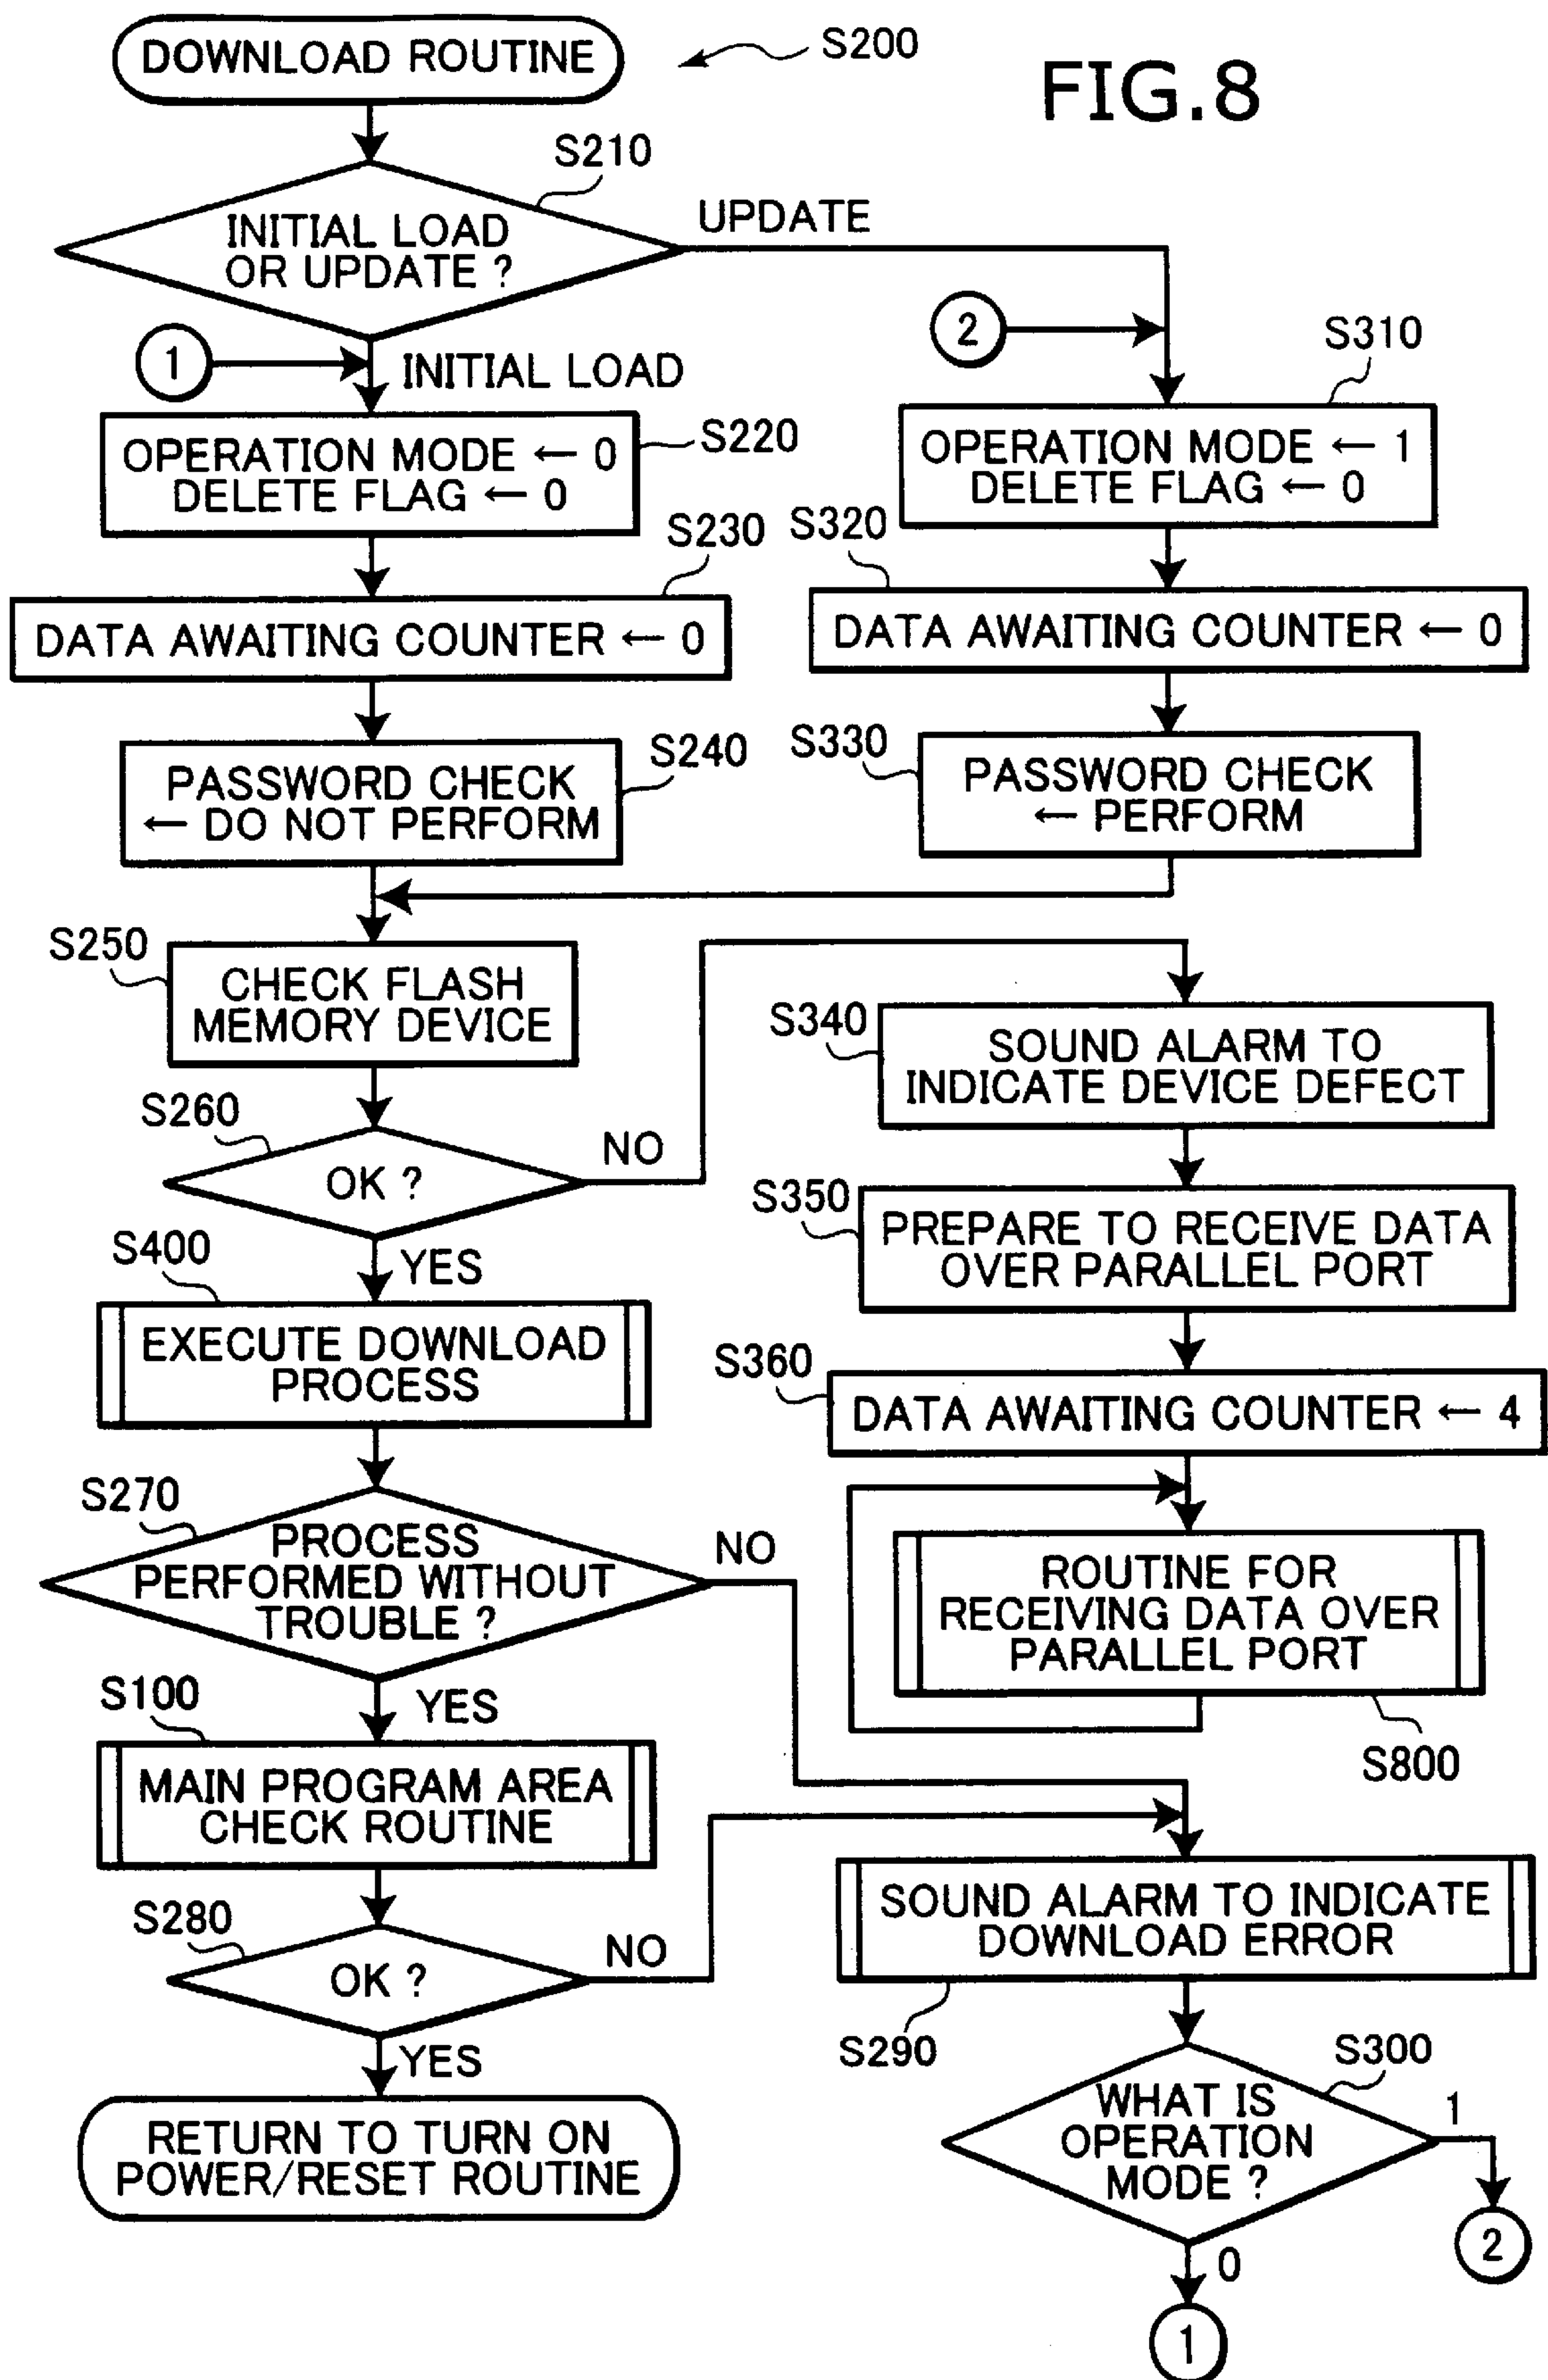 DOWNLOAD ROUTINE
S200
FIG.8
S210
INITIAL LOAD
OR UPDATE ?
UPDATE
1
INITIAL LOAD
2
S310
OPERATION MODE ← 0
DELETE FLAG ← 0
S220
OPERATION MODE ← 1
DELETE FLAG ← 0
S230
DATA AWAITING COUNTER ← 0
S320
DATA AWAITING COUNTER ← 0
S240
PASSWORD CHECK
← DO NOT PERFORM
S330
PASSWORD CHECK
← PERFORM
S250
CHECK FLASH
MEMORY DEVICE
S340
SOUND ALARM TO
INDICATE DEVICE DEFECT
S260
OK ?
NO
YES
S350
PREPARE TO RECEIVE DATA
OVER PARALLEL PORT
S400
EXECUTE DOWNLOAD
PROCESS
S360
DATA AWAITING COUNTER ← 4
S270
PROCESS
PERFORMED WITHOUT
TROUBLE ?
NO
YES
ROUTINE FOR
RECEIVING DATA OVER
PARALLEL PORT
S800
S100
MAIN PROGRAM AREA
CHECK ROUTINE
S280
OK ?
NO
YES
SOUND ALARM TO INDICATE
DOWNLOAD ERROR
S290
S300
WHAT IS
OPERATION
MODE ?
1
2
0
1
RETURN TO TURN ON
POWER/RESET ROUTINE